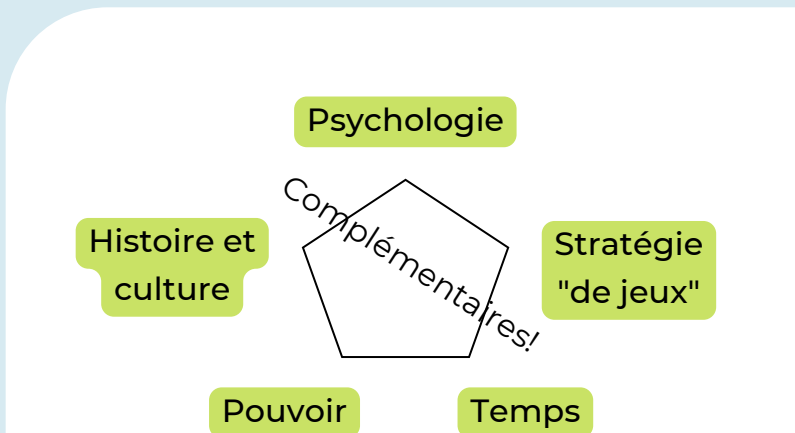 Psychologie
Complémentaires!
Histoire et
culture
Stratégie
"de jeux"
Pouvoir
Temps